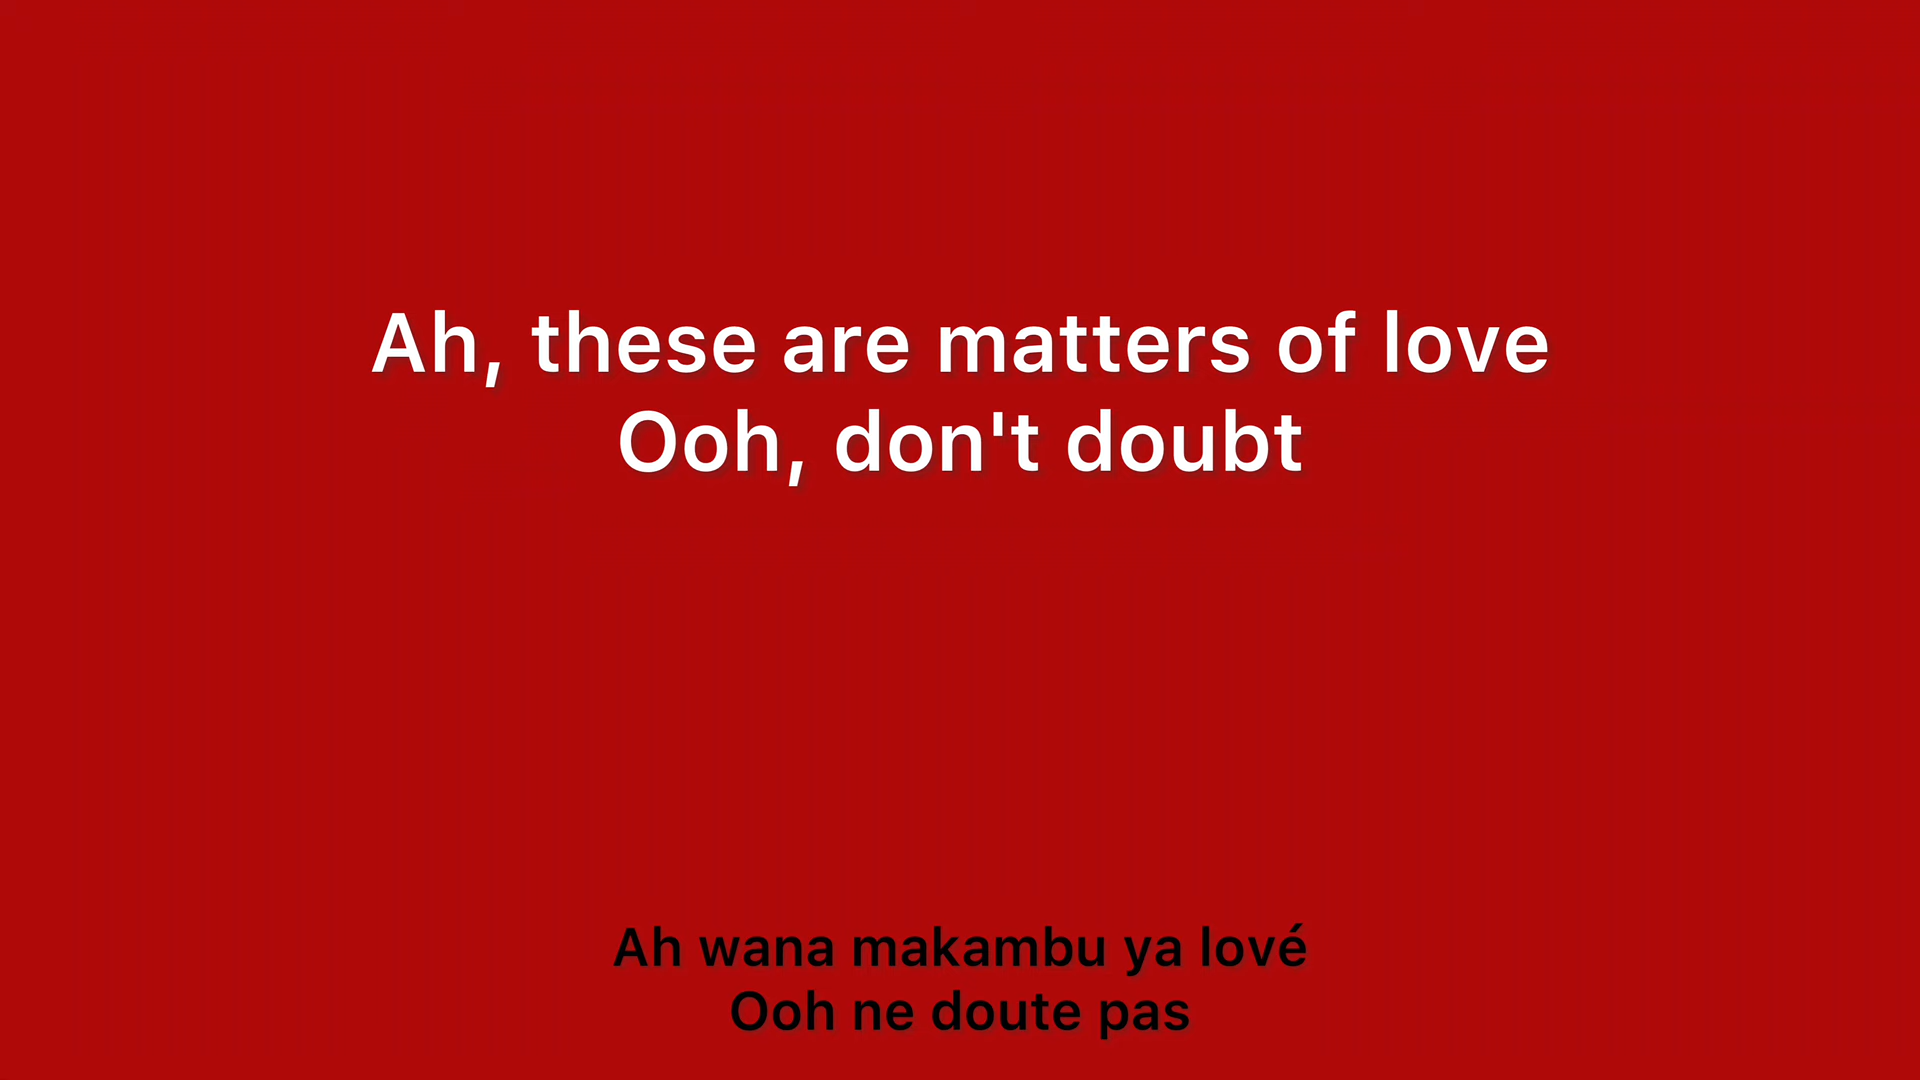 Ah, these are matters of love
Ooh, don't doubt
Ah wana makambu ya lové
Ooh ne doute pas